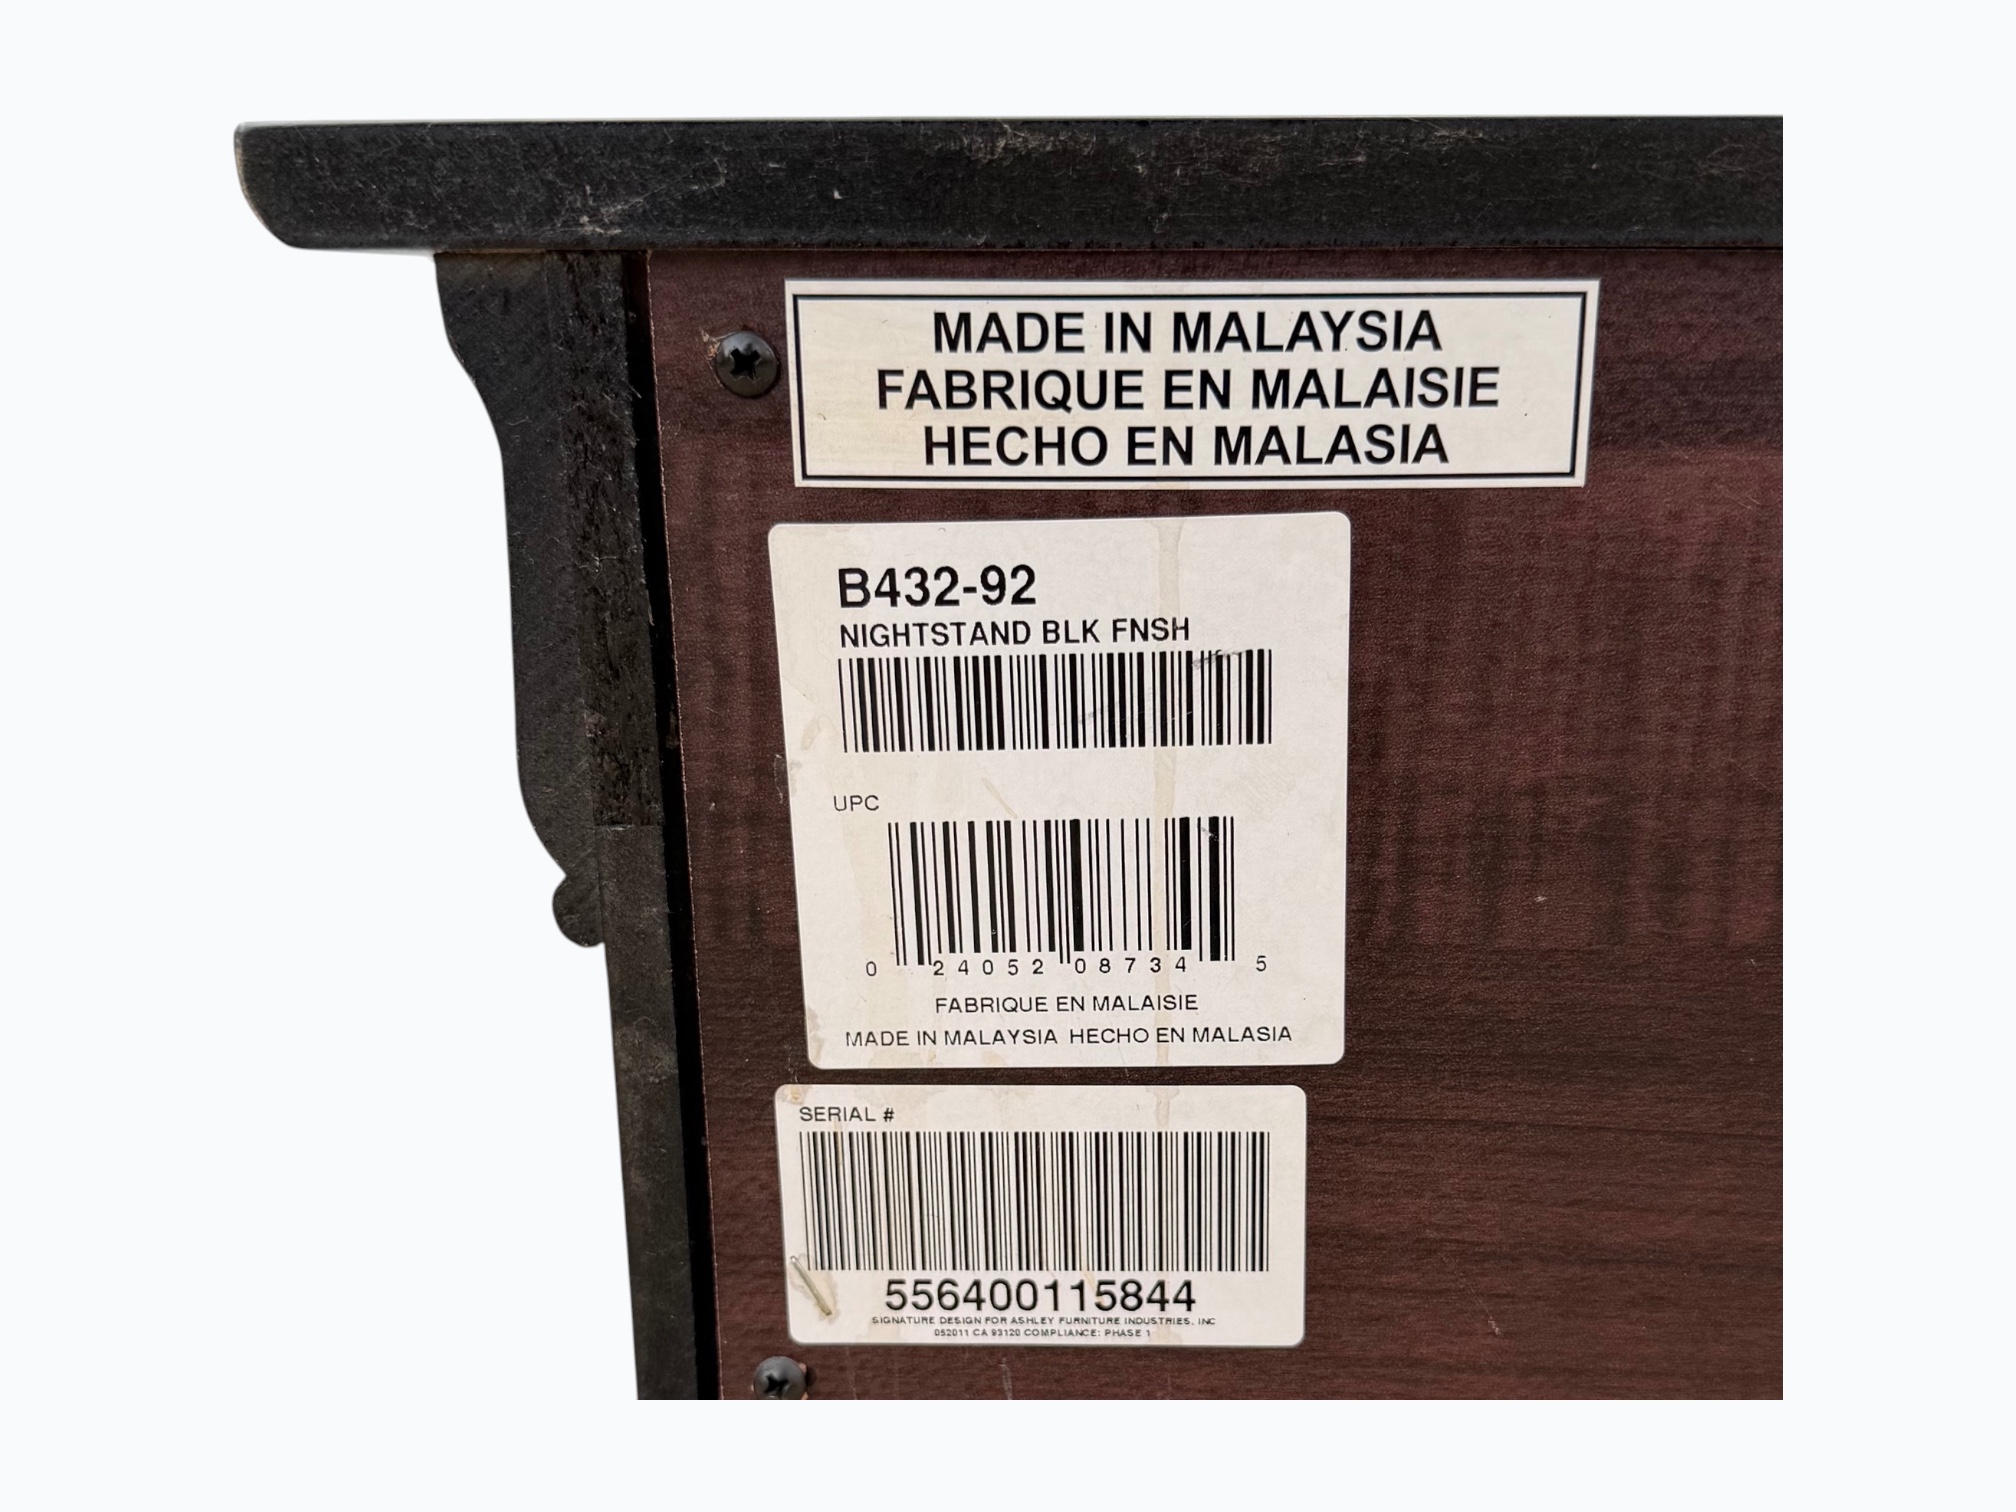 MADE IN MALAYSIA
FABRIQUE EN MALAISIE
HECHO EN MALASIA
B432-92
NIGHTSTAND BLK FNSH
UPC
0 24052 08734 5
FABRIQUE EN MALAISIE
MADE IN MALAYSIA HECHO EN MALASIA
SERIAL #
556400115844
SIGNATURE DESIGN FOR ASHLEY FURNITURE INDUSTRIES, INC
052011 CA 93120 COMPLIANCE: PHASE 1